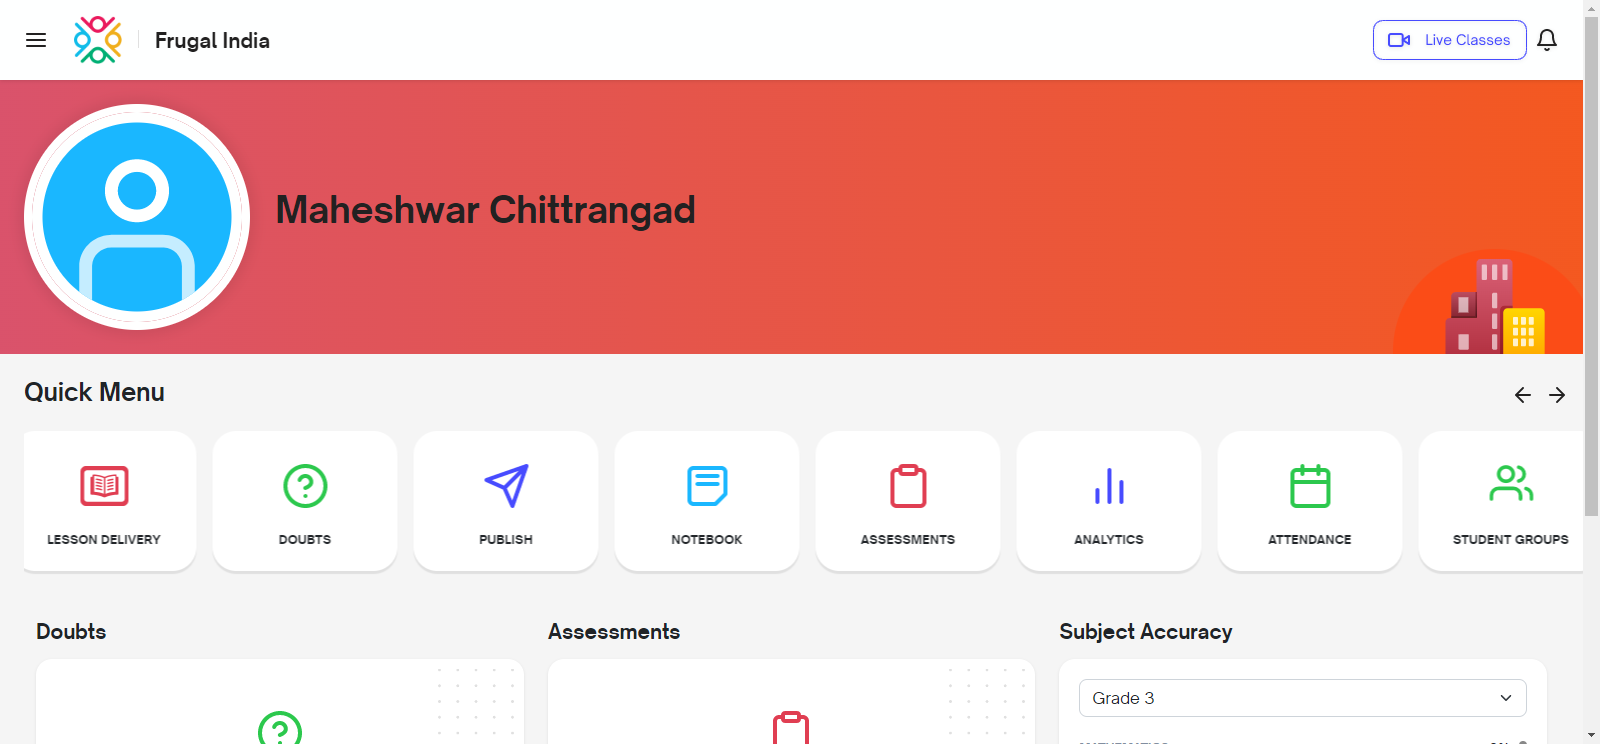 Frugal India
Live Classes
Maheshwar Chittrangad
Quick Menu
LESSON DELIVERY
DOUBTS
PUBLISH
NOTEBOOK
ASSESSMENTS
ANALYTICS
ATTENDANCE
STUDENT GROUPS
Doubts
Assessments
Subject Accuracy
Grade 3